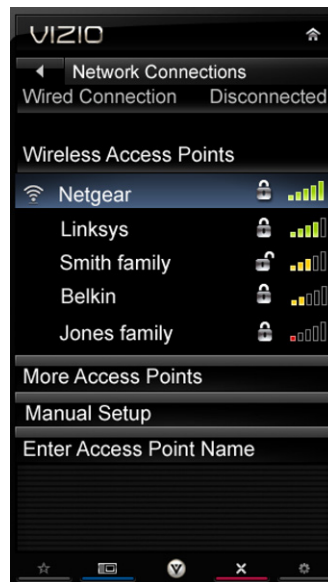 VIZIO
Network Connections
Wired Connection Disconnected
Wireless Access Points
Netgear
Linksys
Smith family
Belkin
Jones family
More Access Points
Manual Setup
Enter Access Point Name
V